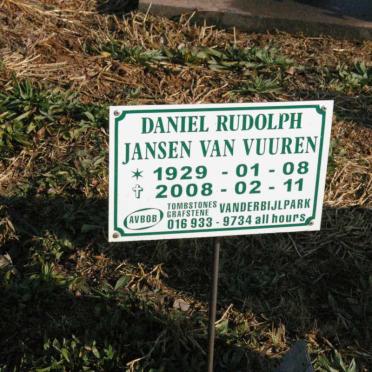 DANIEL RUDOLPH
JANSEN VAN VUUREN
* 1929 - 01 - 08
✝ 2008 - 02 - 11
AVBOB TOMBSTONES VANDERBIJLPARK
GRAFSTENE
016 933 - 9734 all hours